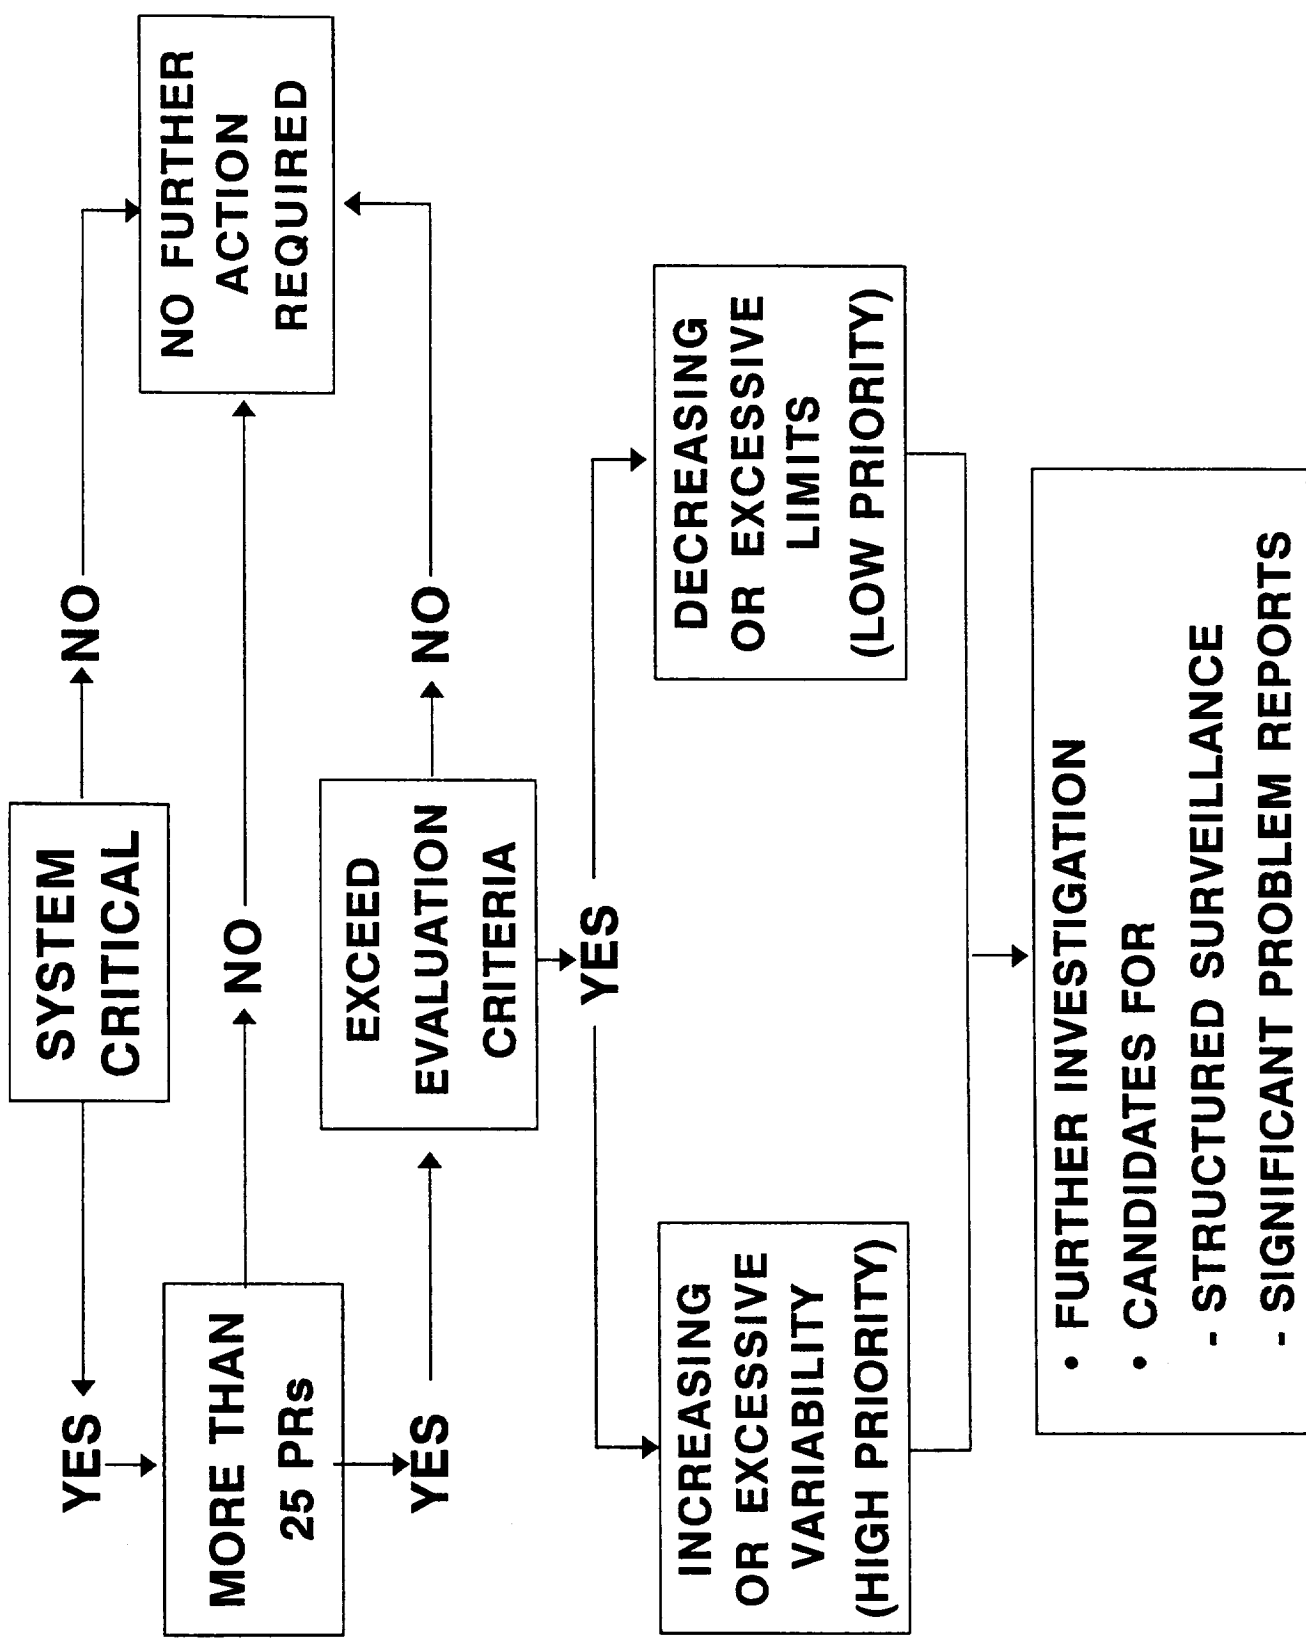 SYSTEM
CRITICAL
YES
NO
MORE THAN
25 PRs
NO
NO FURTHER
ACTION
REQUIRED
YES
EXCEED
EVALUATION
CRITERIA
NO
YES
INCREASING
OR EXCESSIVE
VARIABILITY
(HIGH PRIORITY)
DECREASING
OR EXCESSIVE
LIMITS
(LOW PRIORITY)
• FURTHER INVESTIGATION
• CANDIDATES FOR
- STRUCTURED SURVEILLANCE
- SIGNIFICANT PROBLEM REPORTS